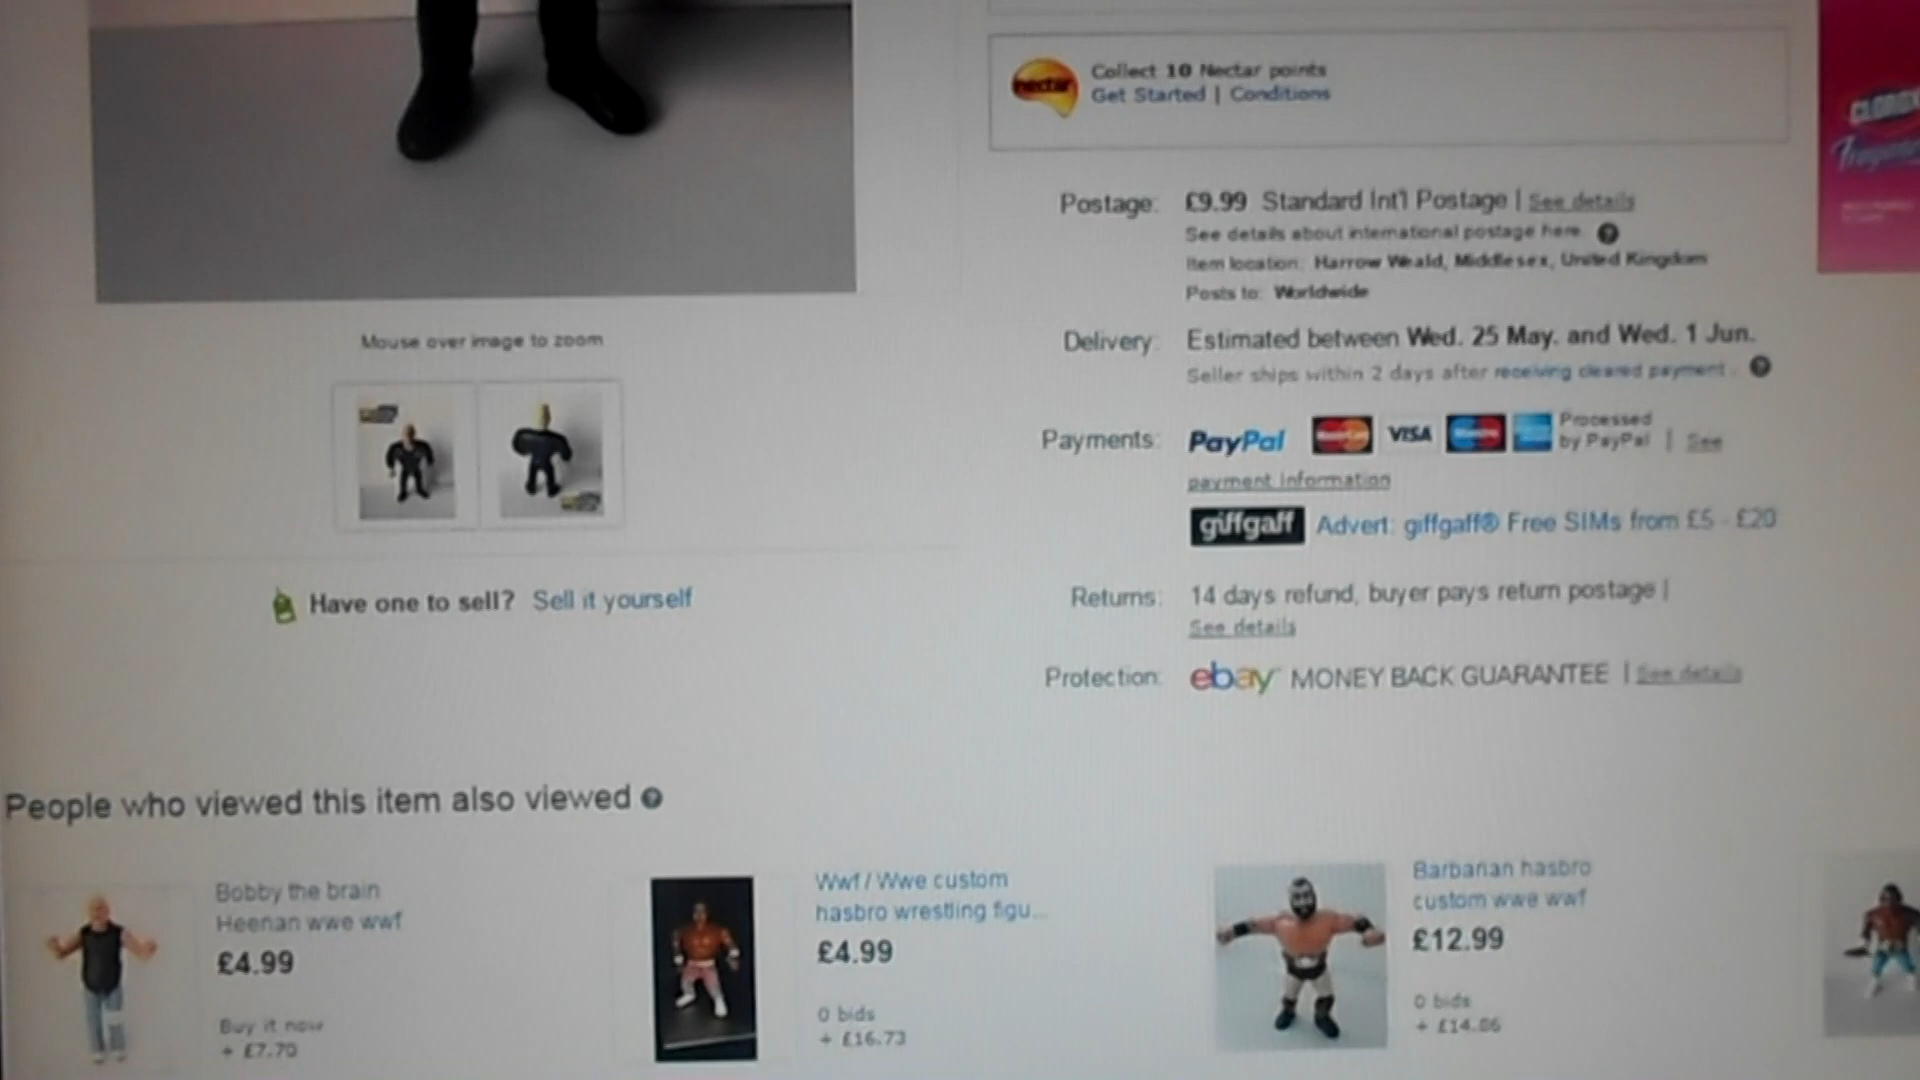 nectar
Collect 10 Nectar points
Get Started | Conditions
CLOROX
Postage: £9.99 Standard Int'l Postage | See details
See details about international postage here. ?
Item location: Harrow Weald, Middlesex, United Kingdom
Posts to: Worldwide
Mouse over image to zoom
Delivery: Estimated between Wed. 25 May. and Wed. 1 Jun.
Seller ships within 2 days after receiving cleared payment. ?
Payments: PayPal MasterCard VISA Maestro Processed by PayPal | See
payment information
giffgaff Advert: giffgaff® Free SIMs from £5 - £20
Have one to sell? Sell it yourself
Returns: 14 days refund, buyer pays return postage |
See details
Protection: ebay MONEY BACK GUARANTEE | See details
People who viewed this item also viewed ?
Bobby the brain
Heenan wwe wwf
£4.99
Buy it now
+ £7.70
Wwf / Wwe custom
hasbro wrestling figu...
£4.99
0 bids
+ £16.73
Barbarian hasbro
custom wwe wwf
£12.99
0 bids
+ £14.06